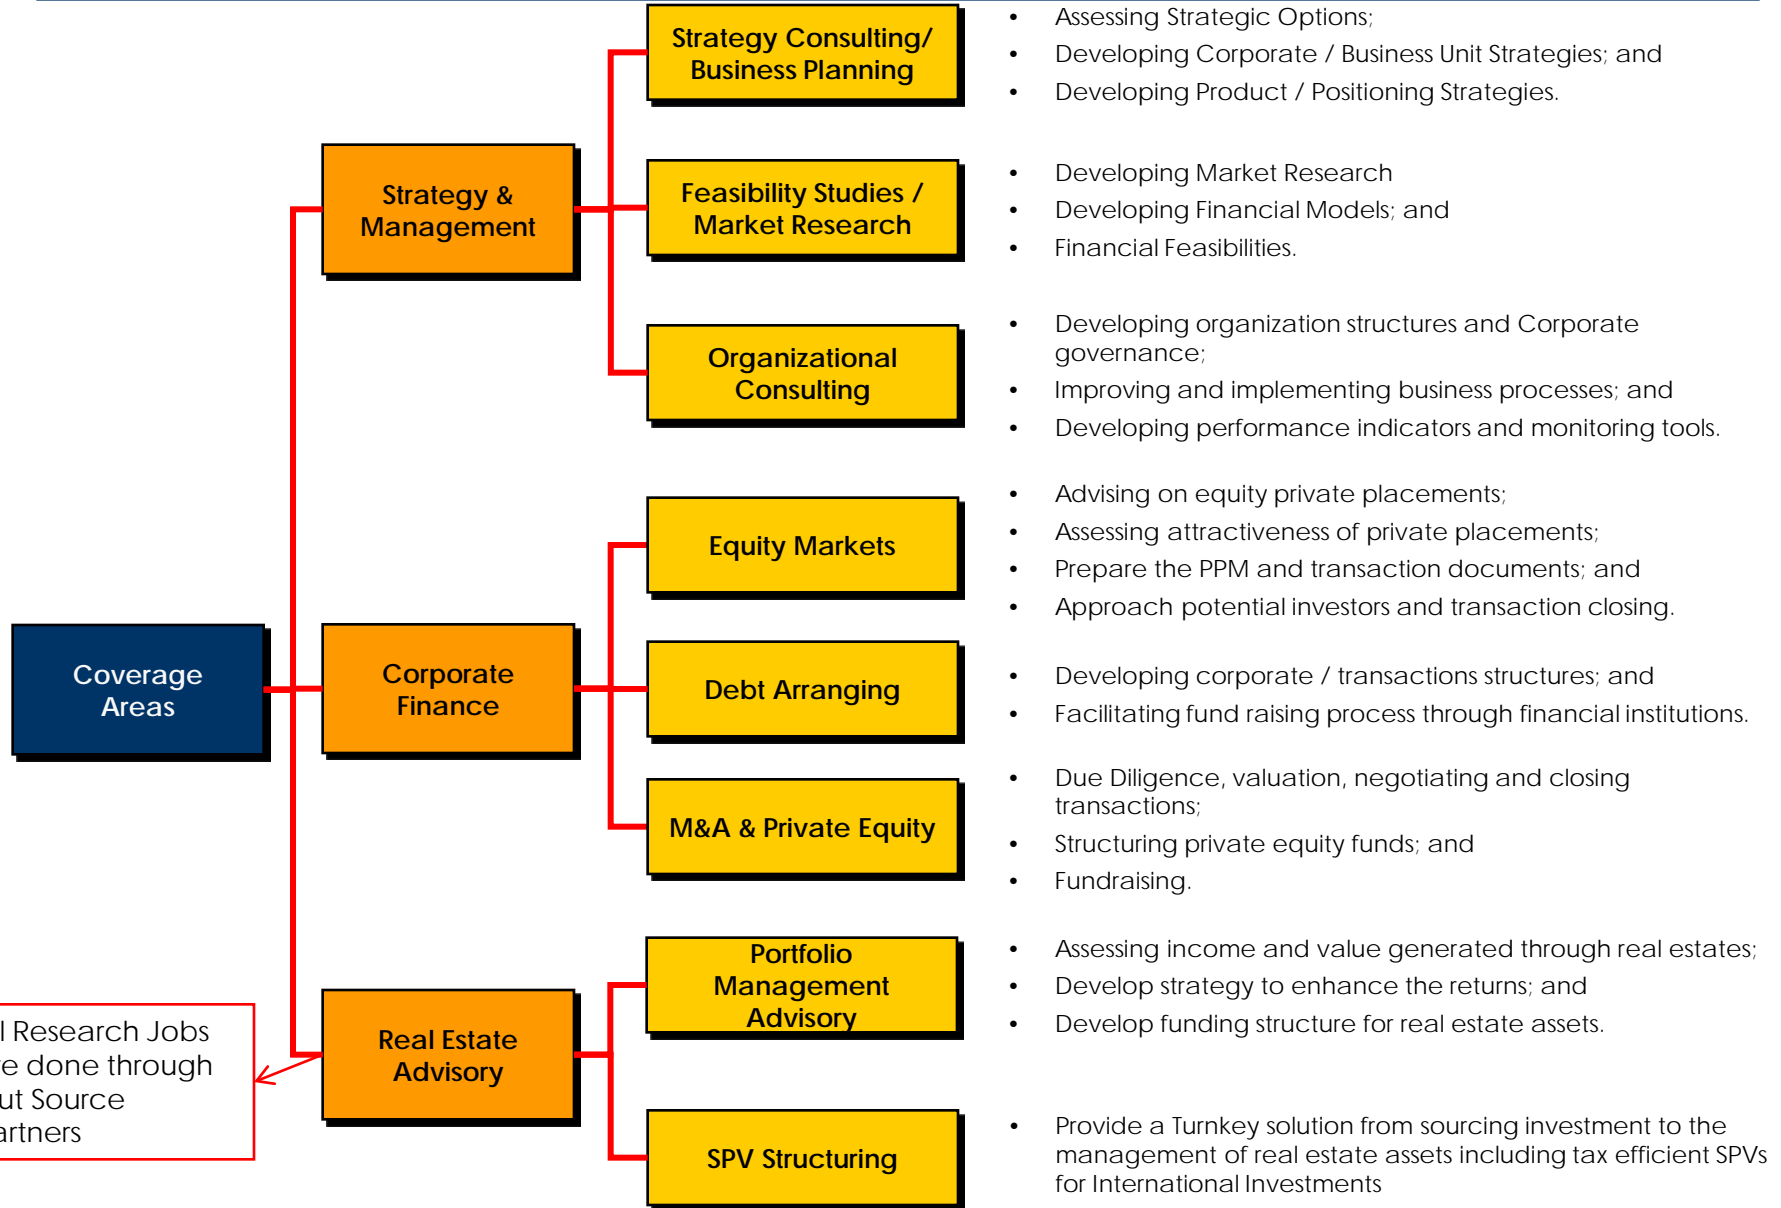 Strategy Consulting/
Business Planning
• Assessing Strategic Options;
• Developing Corporate / Business Unit Strategies; and
• Developing Product / Positioning Strategies.
Strategy &
Management
Feasibility Studies /
Market Research
• Developing Market Research
• Developing Financial Models; and
• Financial Feasibilities.
Organizational
Consulting
• Developing organization structures and Corporate
governance;
• Improving and implementing business processes; and
• Developing performance indicators and monitoring tools.
Equity Markets
• Advising on equity private placements;
• Assessing attractiveness of private placements;
• Prepare the PPM and transaction documents; and
• Approach potential investors and transaction closing.
Coverage
Areas
Corporate
Finance
Debt Arranging
• Developing corporate / transactions structures; and
• Facilitating fund raising process through financial institutions.
M&A & Private Equity
• Due Diligence, valuation, negotiating and closing
transactions;
• Structuring private equity funds; and
• Fundraising.
Portfolio
Management
Advisory
• Assessing income and value generated through real estates;
• Develop strategy to enhance the returns; and
• Develop funding structure for real estate assets.
Real Estate
Advisory
Research Jobs
done through
Source
SPV Structuring
• Provide a Turnkey solution from sourcing investment to the
management of real estate assets including tax efficient SPVs
for International Investments